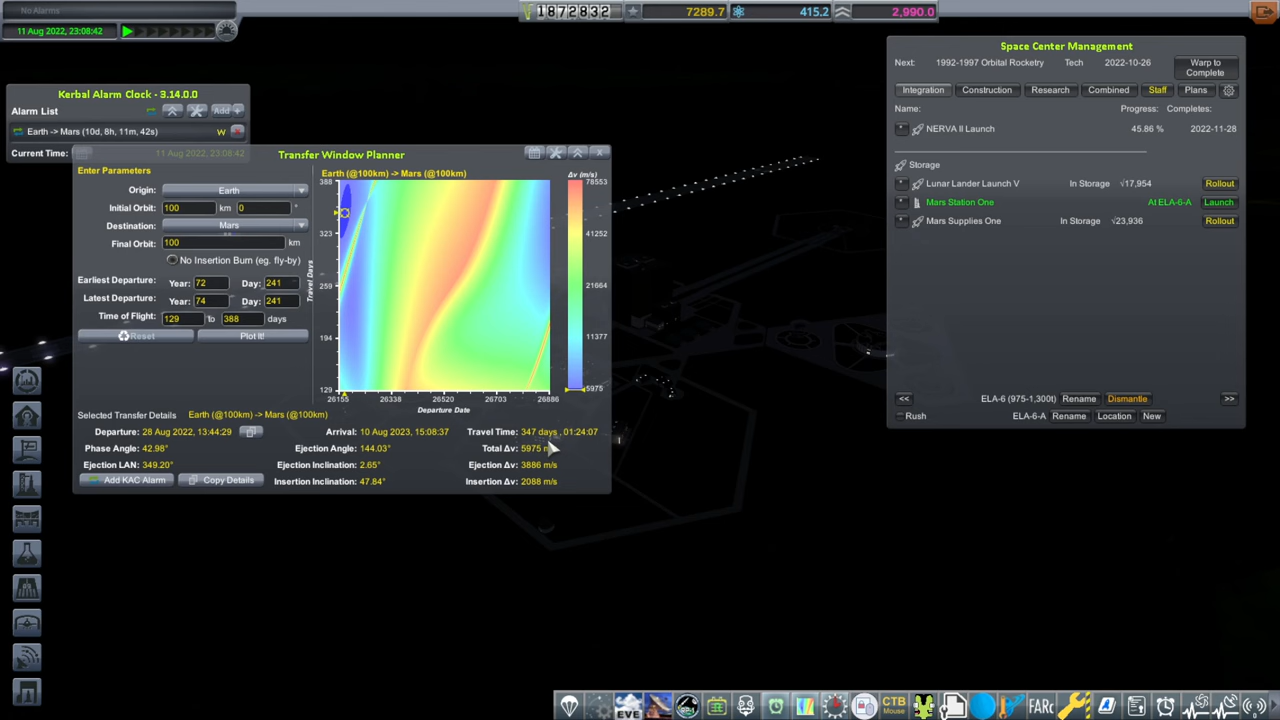 No Alarms
11 Aug 2022, 23:08:42
1872832
7289.7
415.2
2,990.0
Kerbal Alarm Clock - 3.14.0.0
Alarm List
Add
Earth -> Mars (10d, 8h, 11m, 42s)
W
Current Time:
11 Aug 2022, 23:08:42
Transfer Window Planner
Enter Parameters
Origin: Earth
Initial Orbit: 100 km 0 °
Destination: Mars
Final Orbit: 100 km
No Insertion Burn (eg. fly-by)
Earliest Departure: Year: 72 Day: 241
Latest Departure: Year: 74 Day: 241
Time of Flight: 129 to 388 days
Reset
Plot It!
Earth (@100km) -> Mars (@100km)
Δv (m/s)
388
323
259
194
129
Travel Days
26155 26338 26520 26703 26886
Departure Date
78553
41252
21664
11377
5975
Selected Transfer Details Earth (@100km) -> Mars (@100km)
Departure: 28 Aug 2022, 13:44:29 Arrival: 10 Aug 2023, 15:08:37 Travel Time: 347 days, 01:24:07
Phase Angle: 42.98° Ejection Angle: 144.03° Total Δv: 5975
Ejection LAN: 349.20° Ejection Inclination: 2.65° Ejection Δv: 3886 m/s
Add KAC Alarm Copy Details Insertion Inclination: 47.84° Insertion Δv: 2088 m/s
Space Center Management
Next: 1992-1997 Orbital Rocketry Tech 2022-10-26 Warp to Complete
Integration Construction Research Combined Staff Plans
Name: Progress: Completes:
* NERVA II Launch 45.86 % 2022-11-28
Storage
* Lunar Lander Launch V In Storage √17,954 Rollout
* Mars Station One At ELA-6-A Launch
* Mars Supplies One In Storage √23,936 Rollout
<< ELA-6 (975-1,300t) Rename Dismantle >>
Rush ELA-6-A Rename Location New
EVE
CTB
Mouse
FAR